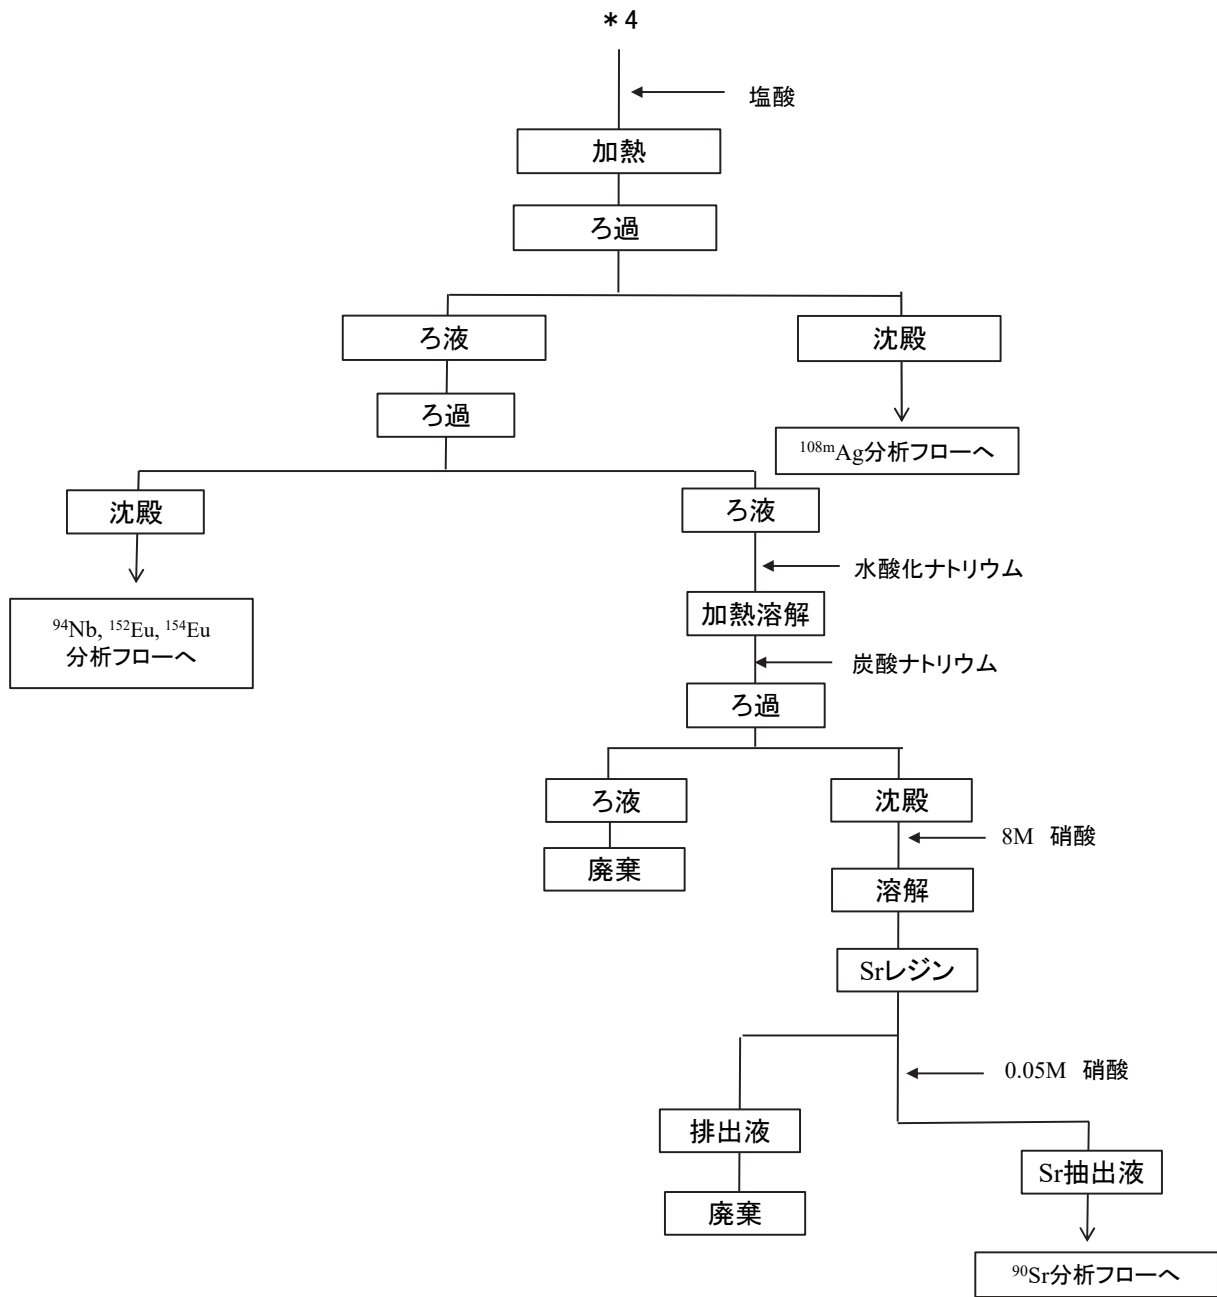 ＊4
塩酸
加熱
ろ過
ろ液
沈殿
ろ過
108mAg分析フローへ
沈殿
ろ液
水酸化ナトリウム
加熱溶解
94Nb, 152Eu, 154Eu
分析フローへ
炭酸ナトリウム
ろ過
ろ液
沈殿
8M 硝酸
廃棄
溶解
Srレジン
0.05M 硝酸
排出液
Sr抽出液
廃棄
90Sr分析フローへ